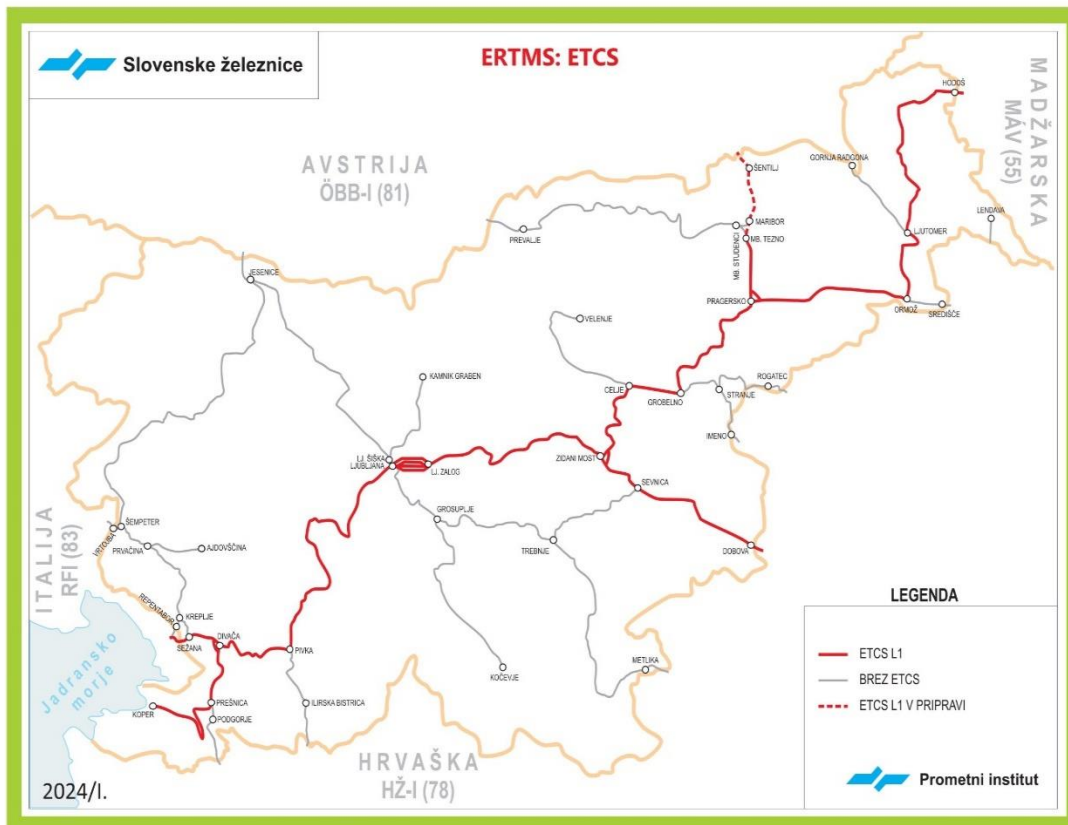 Slovenske železnice
ERTMS: ETCS
AVSTRIJA
ÖBB-I (81)
MADŽARSKA
MÁV (55)
HODOŠ
GORNJA RADGONA
ŠENTILJ
LENDAVA
MARIBOR
LJUTOMER
PREVALJE
MB. STUDENCI
MB. TEZNO
JESENICE
PRAGERSKO
ORMOŽ
SREDIŠČE
VELENJE
KAMNIK GRABEN
CELJE
GROBELNO
ROGATEC
STRANJE
IMENO
LJ. ŠIŠKA
LJUBLJANA
LJ. ZALOG
ZIDANI MOST
SEVNICA
GROSUPLJE
ŠEMPETER
VRTOJBA
PRVAČINA
AJDOVŠČINA
TREBNJE
DOBOVA
ITALIJA
RFI (83)
REPENTABOR
KREPLJE
SEŽANA
DIVAČA
PIVKA
Jadransko
morje
KOPER
PREŠNICA
PODGORJE
ILIRSKA BISTRICA
KOČEVJE
METLIKA
HRVAŠKA
HŽ-I (78)
2024/I.
LEGENDA
ETCS L1
BREZ ETCS
ETCS L1 V PRIPRAVI
Prometni institut